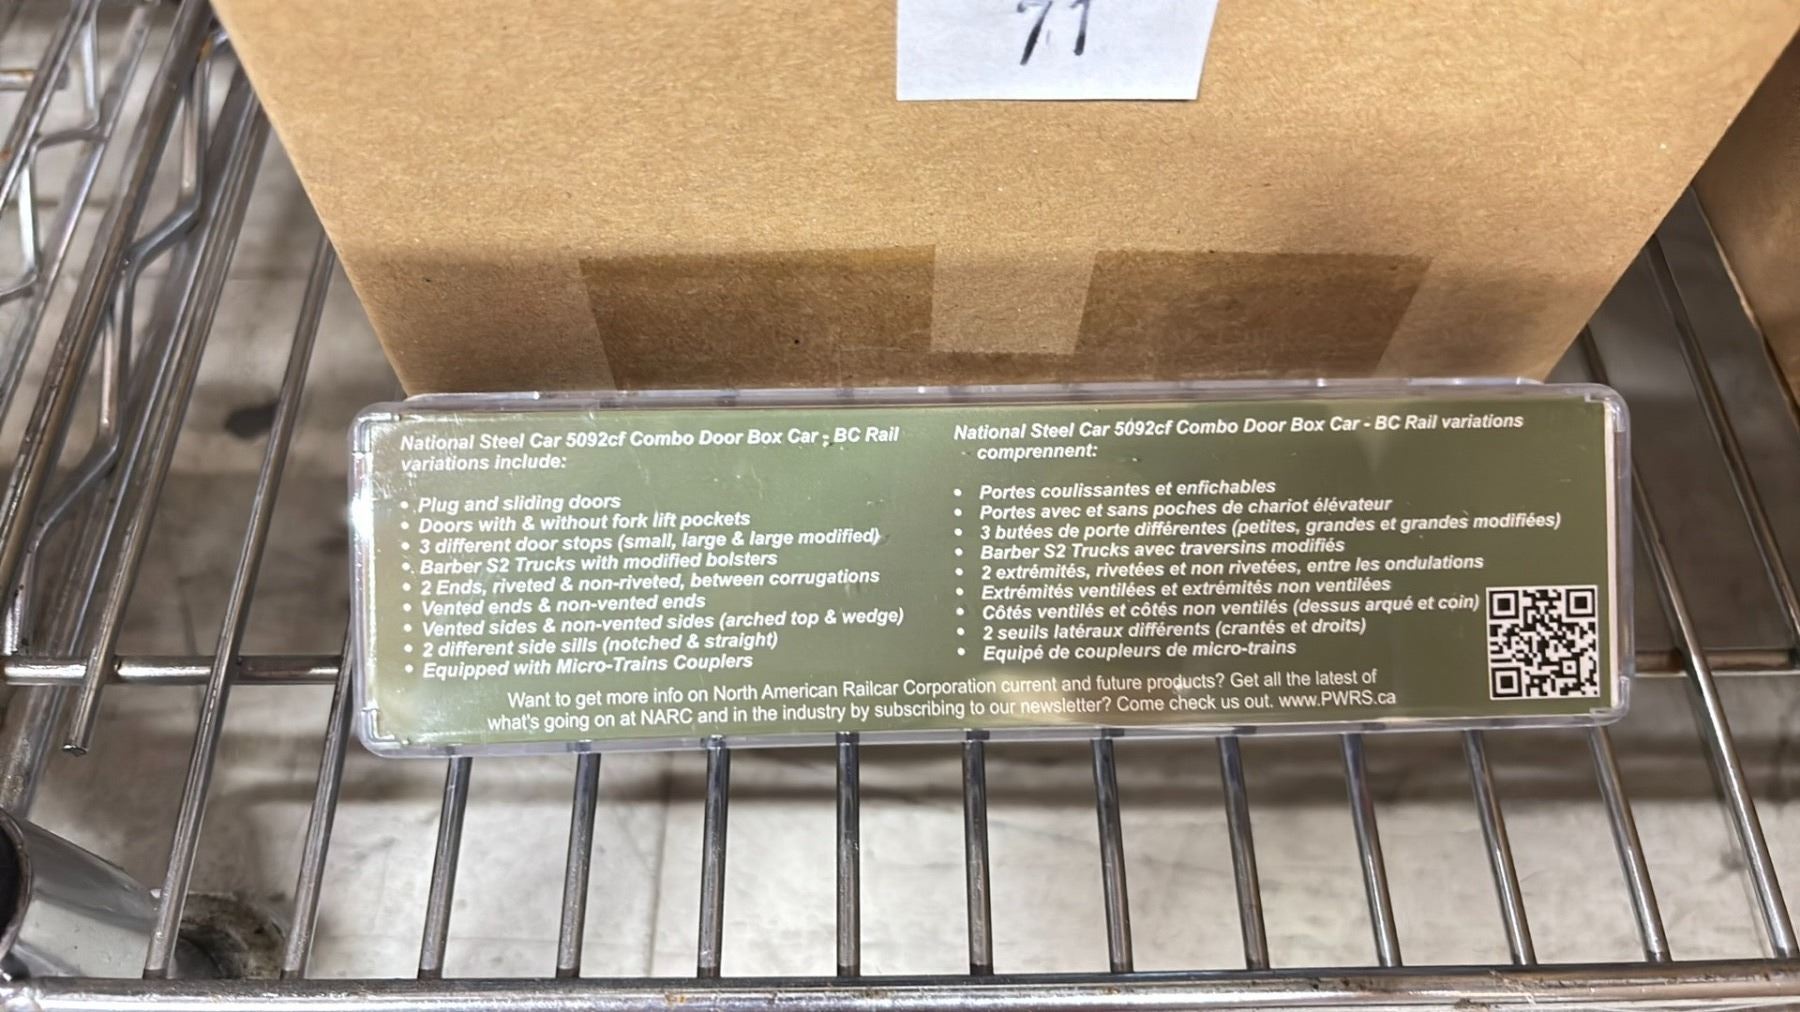 71
National Steel Car 5092cf Combo Door Box Car - BC Rail
variations include:
• Plug and sliding doors
• Doors with & without fork lift pockets
• 3 different door stops (small, large & large modified)
• Barber S2 Trucks with modified bolsters
• 2 Ends, riveted & non-riveted, between corrugations
• Vented ends & non-vented ends
• Vented sides & non-vented sides (arched top & wedge)
• 2 different side sills (notched & straight)
• Equipped with Micro-Trains Couplers
National Steel Car 5092cf Combo Door Box Car - BC Rail variations
comprennent:
• Portes coulissantes et enfichables
• Portes avec et sans poches de chariot élévateur
• 3 butées de porte différentes (petites, grandes et grandes modifiées)
• Barber S2 Trucks avec traversins modifiés
• 2 extrémités, rivetées et non rivetées, entre les ondulations
• Extrémités ventilées et extrémités non ventilées
• Côtés ventilés et côtés non ventilés (dessus arqué et coin)
• 2 seuils latéraux différents (crantés et droits)
• Equipé de coupleurs de micro-trains
Want to get more info on North American Railcar Corporation current and future products? Get all the latest of
what's going on at NARC and in the industry by subscribing to our newsletter? Come check us out. www.PWRS.ca